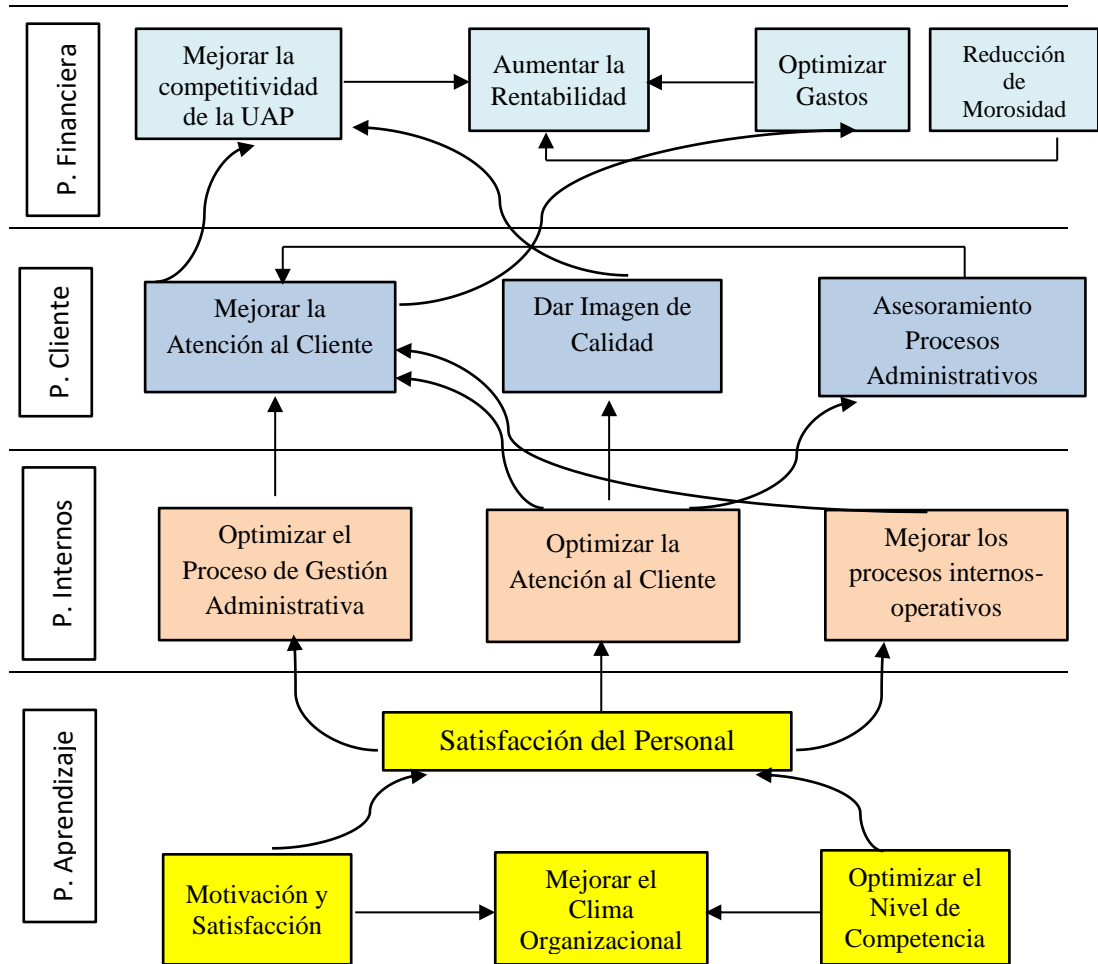 P. Financiera
Mejorar la
competitividad
de la UAP
Aumentar la
Rentabilidad
Optimizar
Gastos
Reducción
de
Morosidad
P. Cliente
Mejorar la
Atención al Cliente
Dar Imagen de
Calidad
Asesoramiento
Procesos
Administrativos
P. Internos
Optimizar el
Proceso de Gestión
Administrativa
Optimizar la
Atención al Cliente
Mejorar los
procesos internos-
operativos
P. Aprendizaje
Satisfacción del Personal
Motivación y
Satisfacción
Mejorar el
Clima
Organizacional
Optimizar el
Nivel de
Competencia